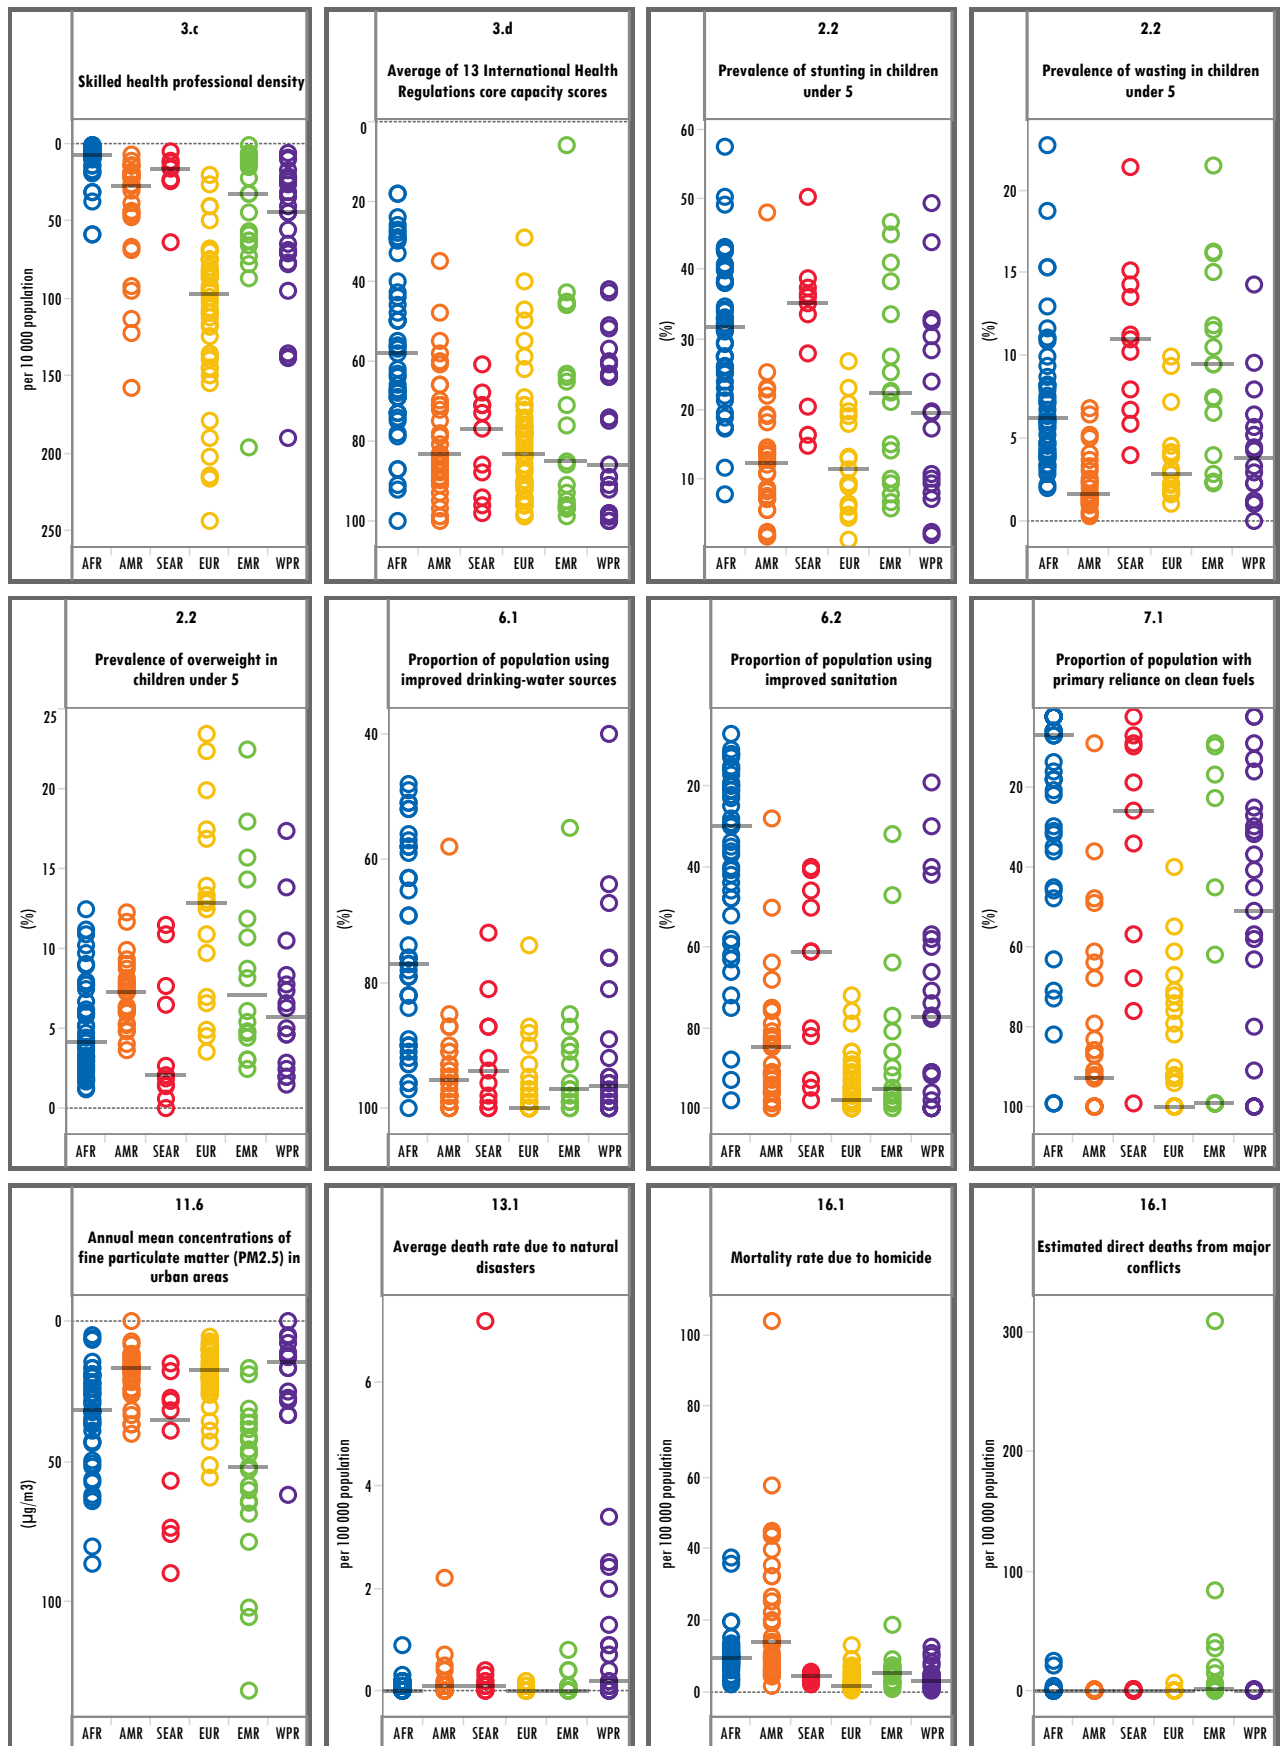 3.c
Skilled health professional density
per 10 000 population
0
50
100
150
200
250
AFR AMR SEAR EUR EMR WPR
3.d
Average of 13 International Health
Regulations core capacity scores
0
20
40
60
80
100
AFR AMR SEAR EUR EMR WPR
2.2
Prevalence of stunting in children
under 5
(%)
60
50
40
30
20
10
AFR AMR SEAR EUR EMR WPR
2.2
Prevalence of wasting in children
under 5
(%)
20
15
10
5
0
AFR AMR SEAR EUR EMR WPR
2.2
Prevalence of overweight in
children under 5
(%)
25
20
15
10
5
0
AFR AMR SEAR EUR EMR WPR
6.1
Proportion of population using
improved drinking-water sources
(%)
40
60
80
100
AFR AMR SEAR EUR EMR WPR
6.2
Proportion of population using
improved sanitation
(%)
20
40
60
80
100
AFR AMR SEAR EUR EMR WPR
7.1
Proportion of population with
primary reliance on clean fuels
(%)
20
40
60
80
100
AFR AMR SEAR EUR EMR WPR
11.6
Annual mean concentrations of
fine particulate matter (PM2.5) in
urban areas
(µg/m3)
0
50
100
AFR AMR SEAR EUR EMR WPR
13.1
Average death rate due to natural
disasters
per 100 000 population
6
4
2
0
AFR AMR SEAR EUR EMR WPR
16.1
Mortality rate due to homicide
per 100 000 population
100
80
60
40
20
0
AFR AMR SEAR EUR EMR WPR
16.1
Estimated direct deaths from major
conflicts
per 100 000 population
300
200
100
0
AFR AMR SEAR EUR EMR WPR